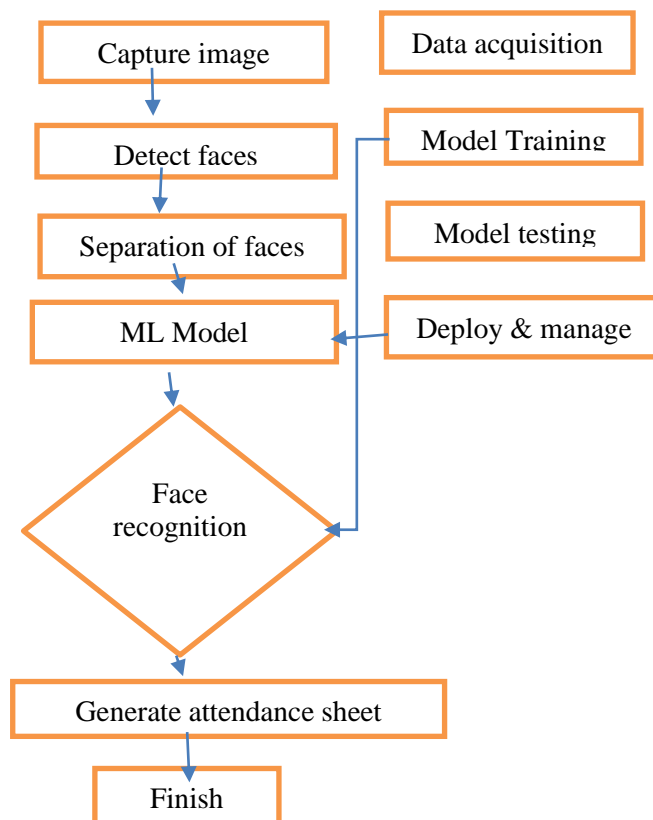 Capture image
Detect faces
Separation of faces
ML Model
Face
recognition
Generate attendance sheet
Finish
Data acquisition
Model Training
Model testing
Deploy & manage